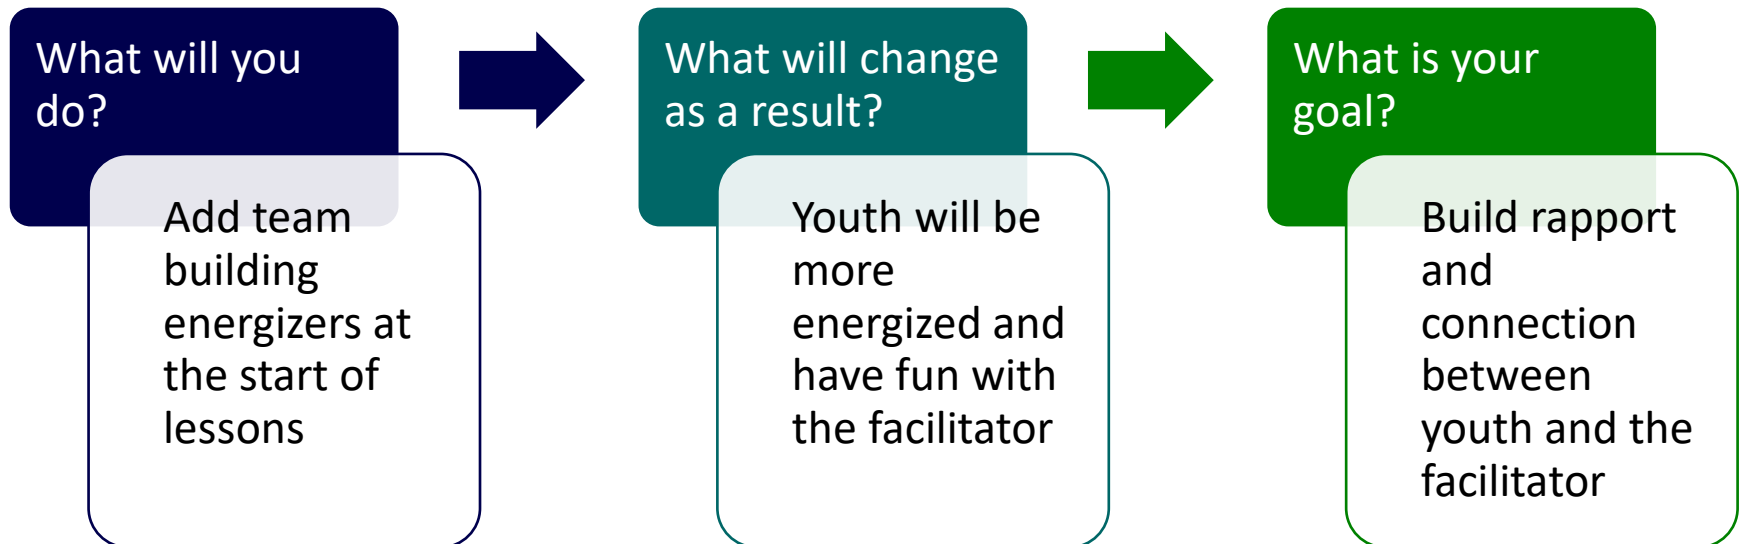 What will you
do?
Add team
building
energizers at
the start of
lessons
What will change
as a result?
Youth will be
more
energized and
have fun with
the facilitator
What is your
goal?
Build rapport
and
connection
between
youth and the
facilitator